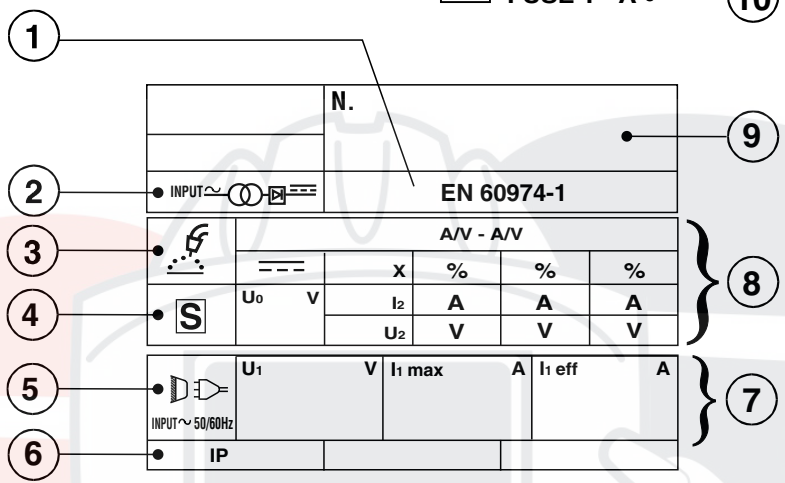 FUSE T A
10
1
N.
9
2
INPUT
EN 60974-1
3
A/V - A/V
X % % %
8
4
S
U0 V
I2 A A A
U2 V V V
5
U1 V I1 max A I1 eff A
7
INPUT~ 50/60Hz
6
IP